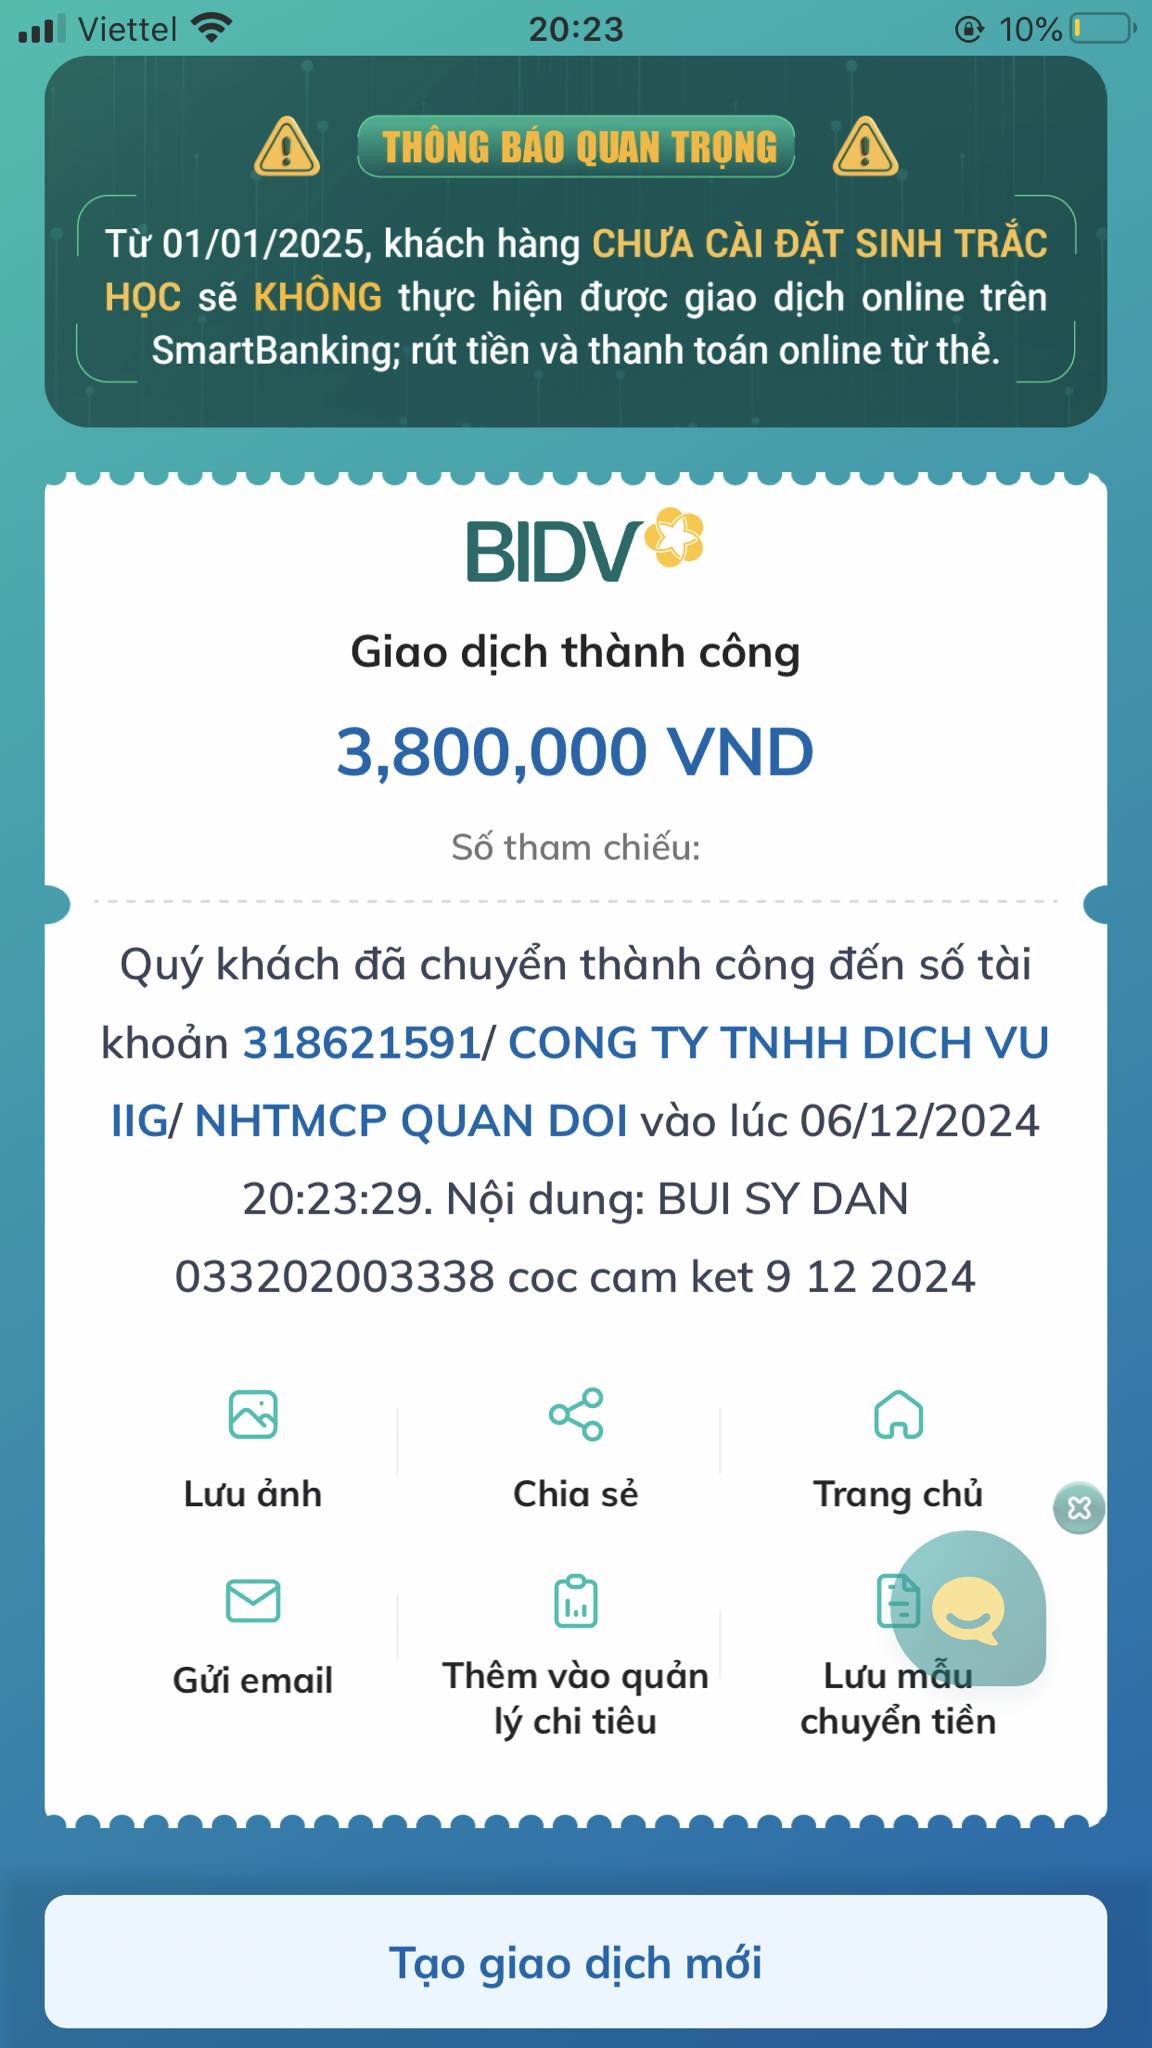 Viettel 20:23 10%
THÔNG BÁO QUAN TRỌNG
Từ 01/01/2025, khách hàng CHƯA CÀI ĐẶT SINH TRẮC
HỌC sẽ KHÔNG thực hiện được giao dịch online trên
SmartBanking; rút tiền và thanh toán online từ thẻ.
BIDV
Giao dịch thành công
3,800,000 VND
Số tham chiếu:
Quý khách đã chuyển thành công đến số tài
khoản 318621591/ CONG TY TNHH DICH VU
IIG/ NHTMCP QUAN DOI vào lúc 06/12/2024
20:23:29. Nội dung: BUI SY DAN
033202003338 coc cam ket 9 12 2024
Lưu ảnh
Chia sẻ
Trang chủ
Gửi email
Thêm vào quản
lý chi tiêu
Lưu mẫu
chuyển tiền
Tạo giao dịch mới